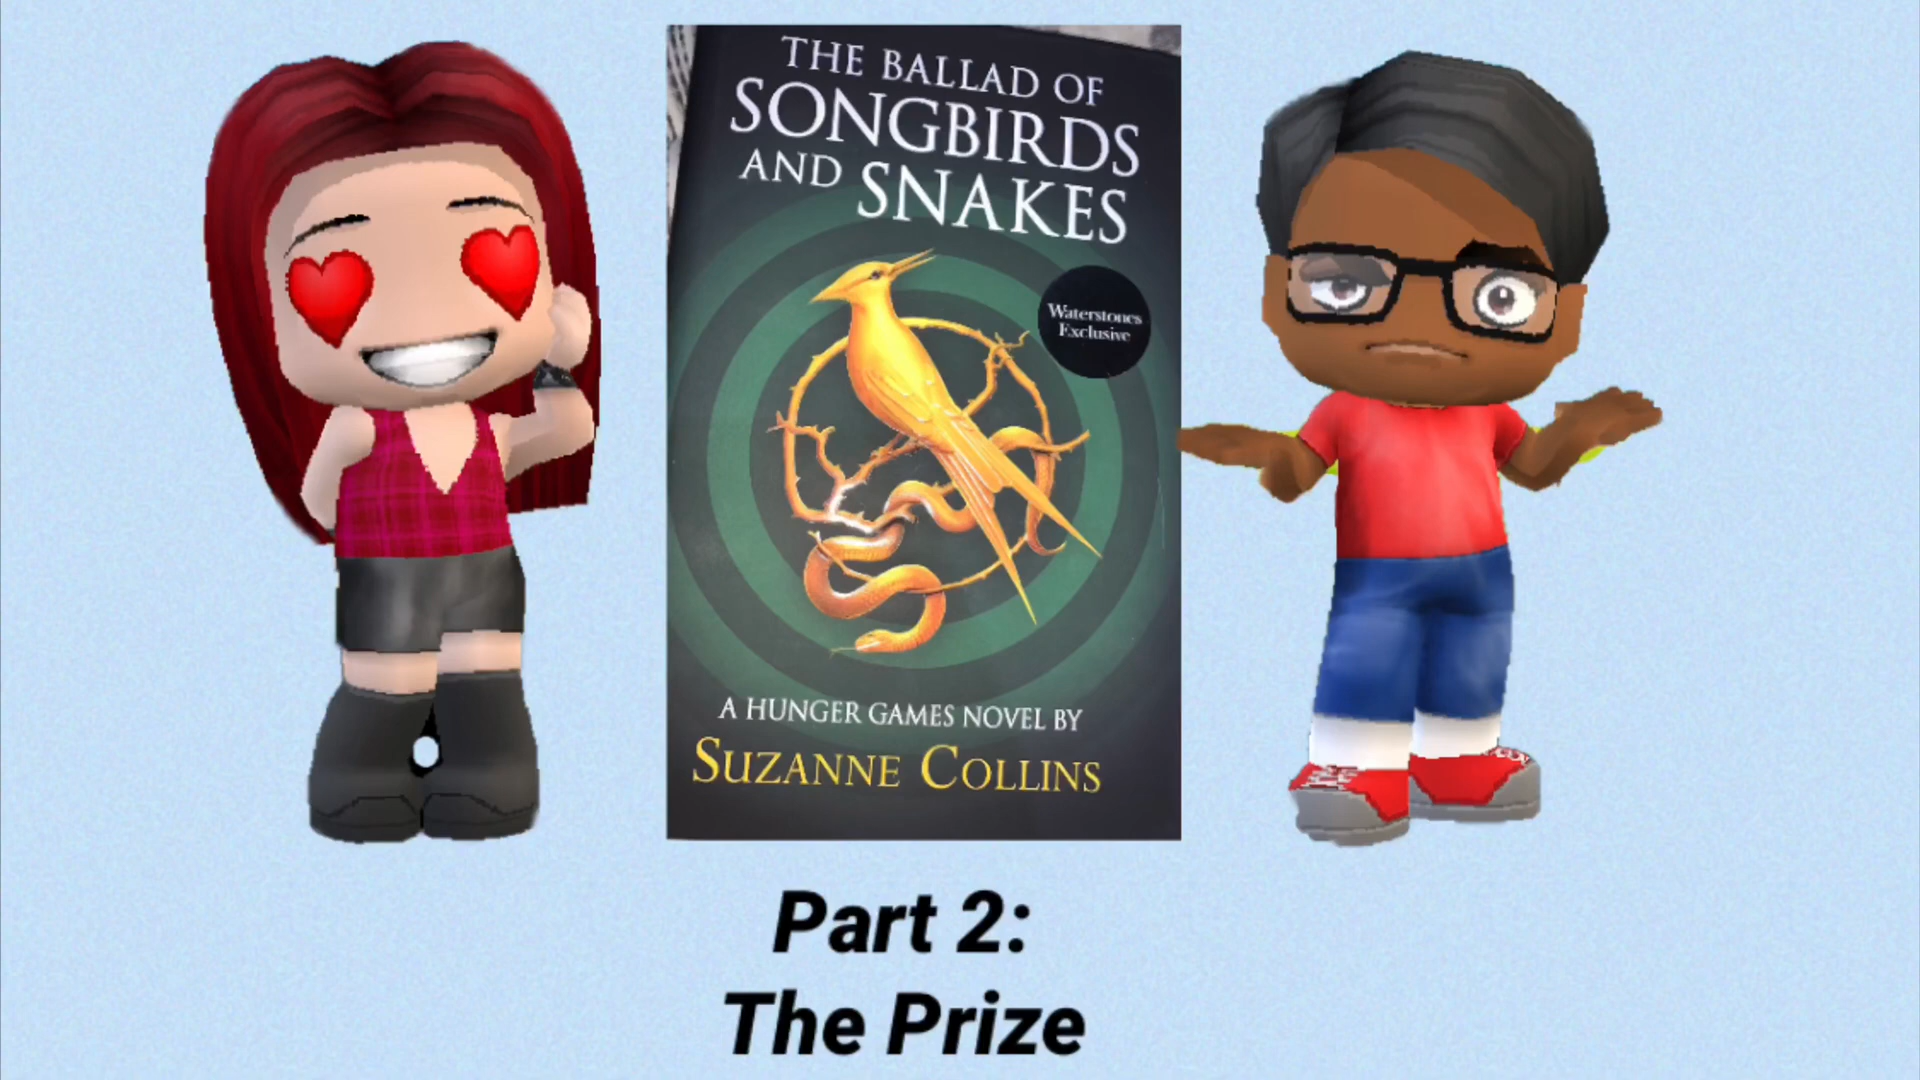 THE BALLAD OF
SONGBIRDS
AND SNAKES
Waterstones
Exclusive
A HUNGER GAMES NOVEL BY
SUZANNE COLLINS
Part 2:
The Prize